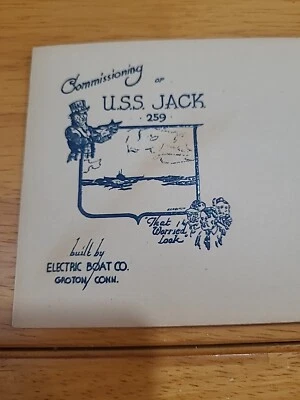 Commissioning OF
U.S.S. JACK
259
"That
Worried
Look"
built by
ELECTRIC BOAT CO.
GROTON, CONN.